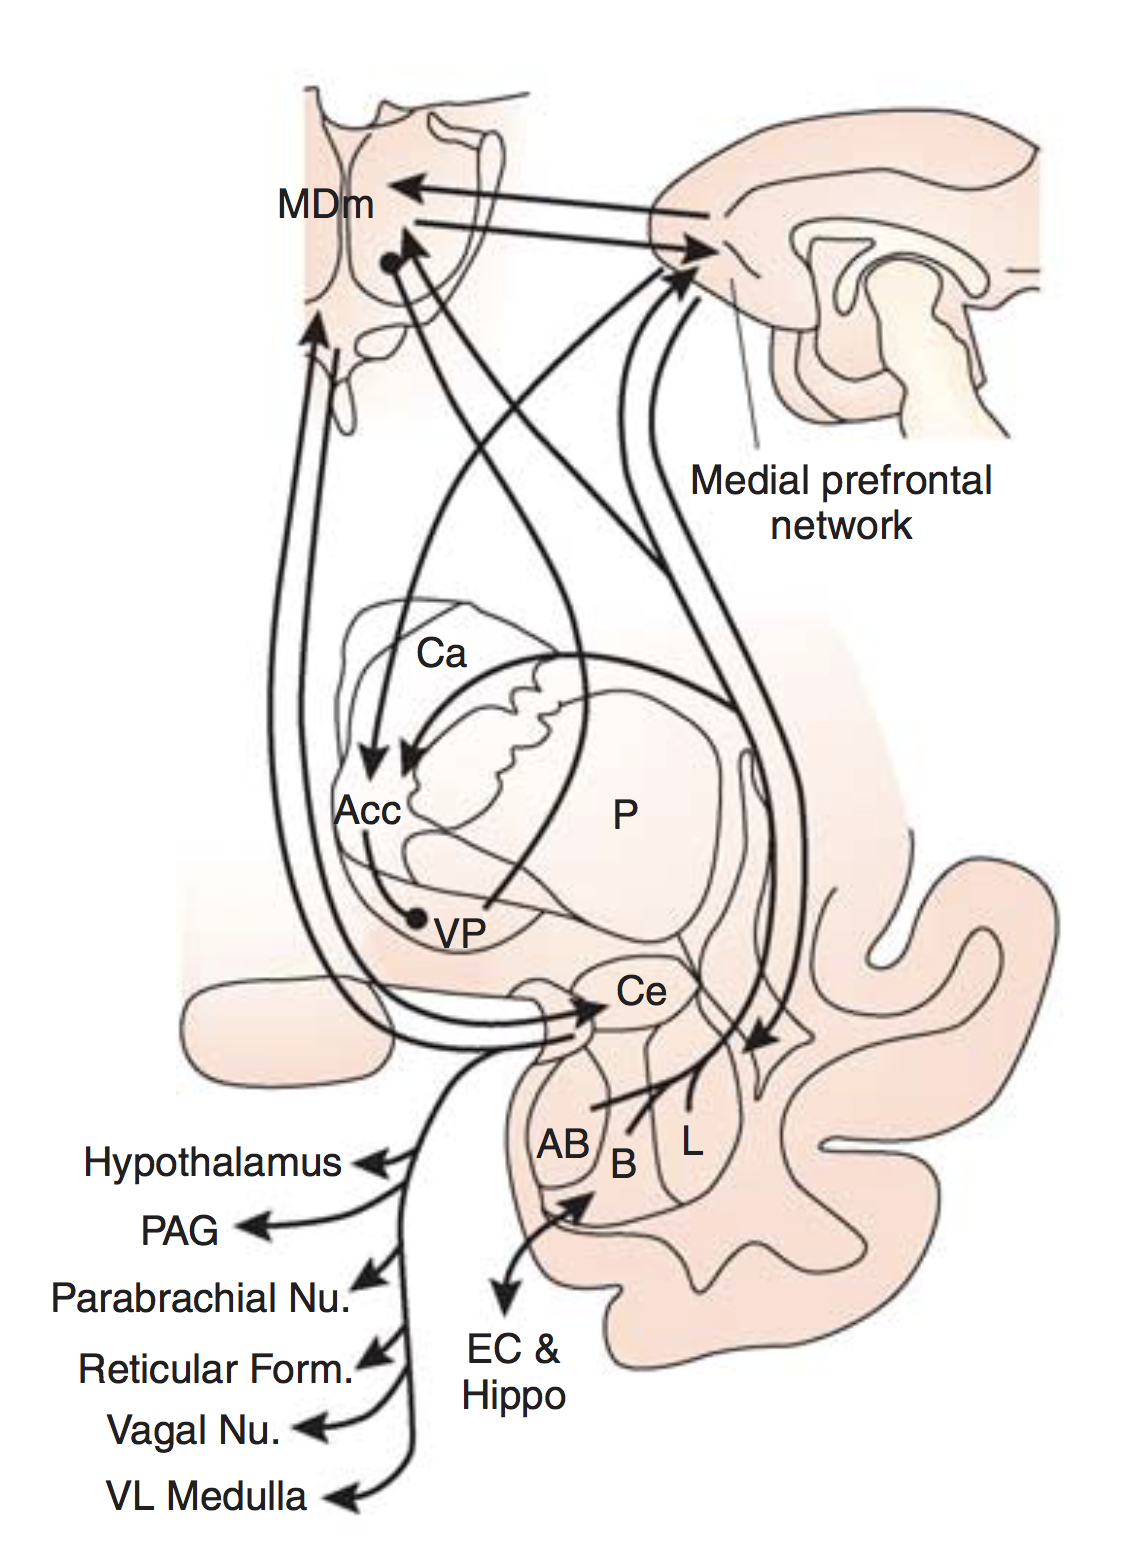 MDm
Medial prefrontal
network
Ca
Acc
P
VP
Ce
AB
B
L
Hypothalamus
PAG
Parabrachial Nu.
Reticular Form.
Vagal Nu.
VL Medulla
EC &
Hippo